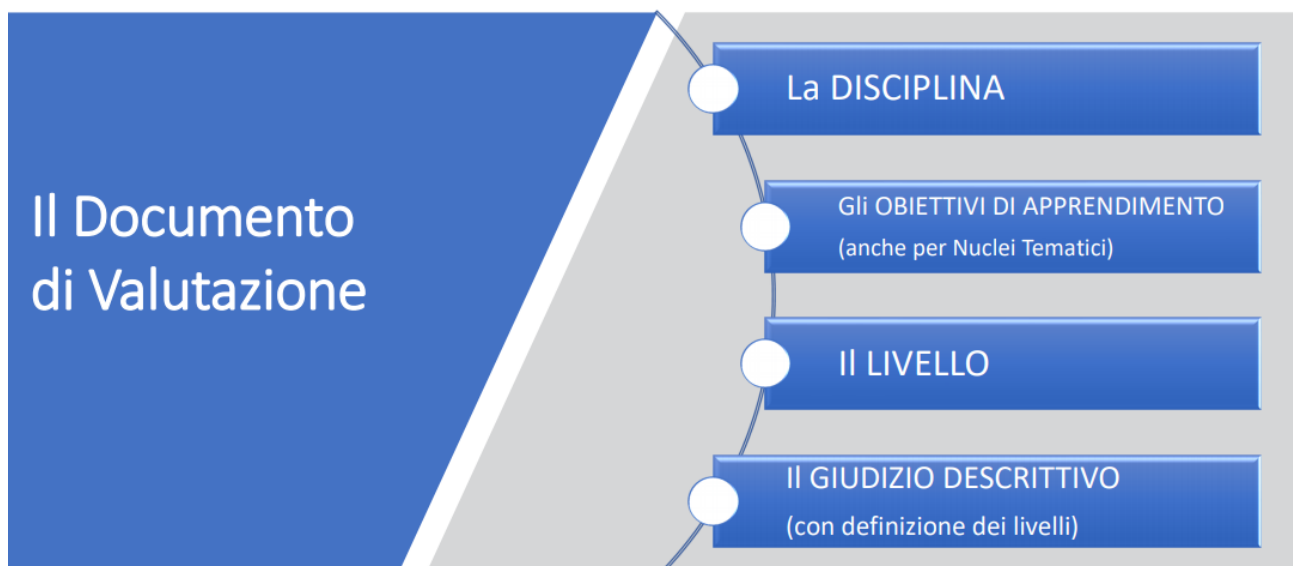 Il Documento
di Valutazione
La DISCIPLINA
Gli OBIETTIVI DI APPRENDIMENTO
(anche per Nuclei Tematici)
Il LIVELLO
Il GIUDIZIO DESCRITTIVO
(con definizione dei livelli)